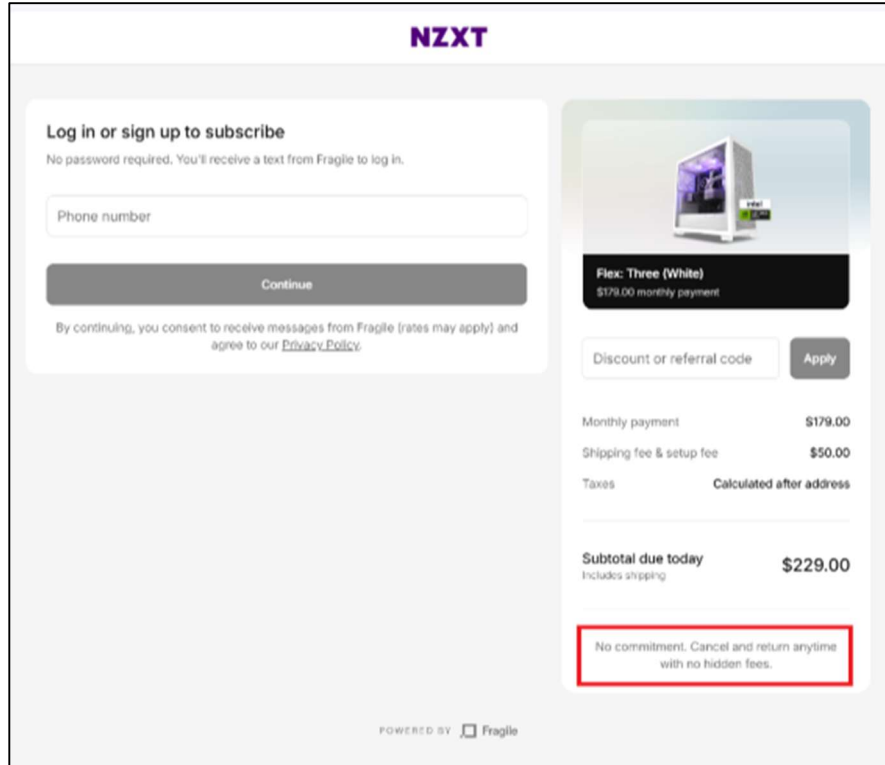 NZXT
Log in or sign up to subscribe
No password required. You'll receive a text from Fragile to log in.
Phone number
Continue
By continuing, you consent to receive messages from Fragile (rates may apply) and
agree to our Privacy Policy.
intel
Flex: Three (White)
$179.00 monthly payment
Discount or referral code
Apply
Monthly payment $179.00
Shipping fee & setup fee $50.00
Taxes Calculated after address
Subtotal due today $229.00
Includes shipping
No commitment. Cancel and return anytime
with no hidden fees.
POWERED BY Fragile